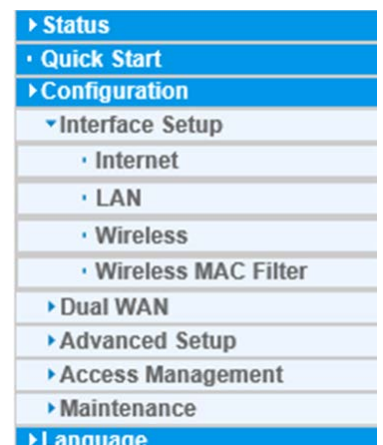 Status
Quick Start
Configuration
Interface Setup
Internet
LAN
Wireless
Wireless MAC Filter
Dual WAN
Advanced Setup
Access Management
Maintenance
Language